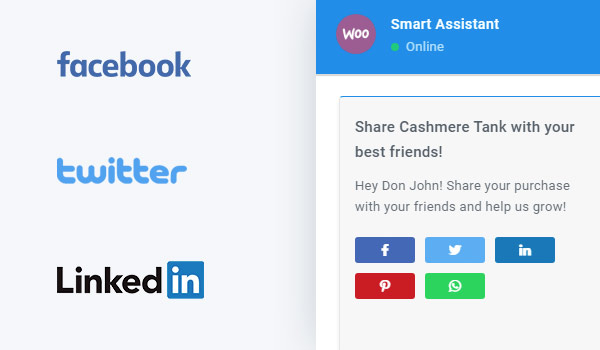 facebook
twitter
Linked in
Woo
Smart Assistant
Online
Share Cashmere Tank with your
best friends!
Hey Don John! Share your purchase
with your friends and help us grow!
f
in